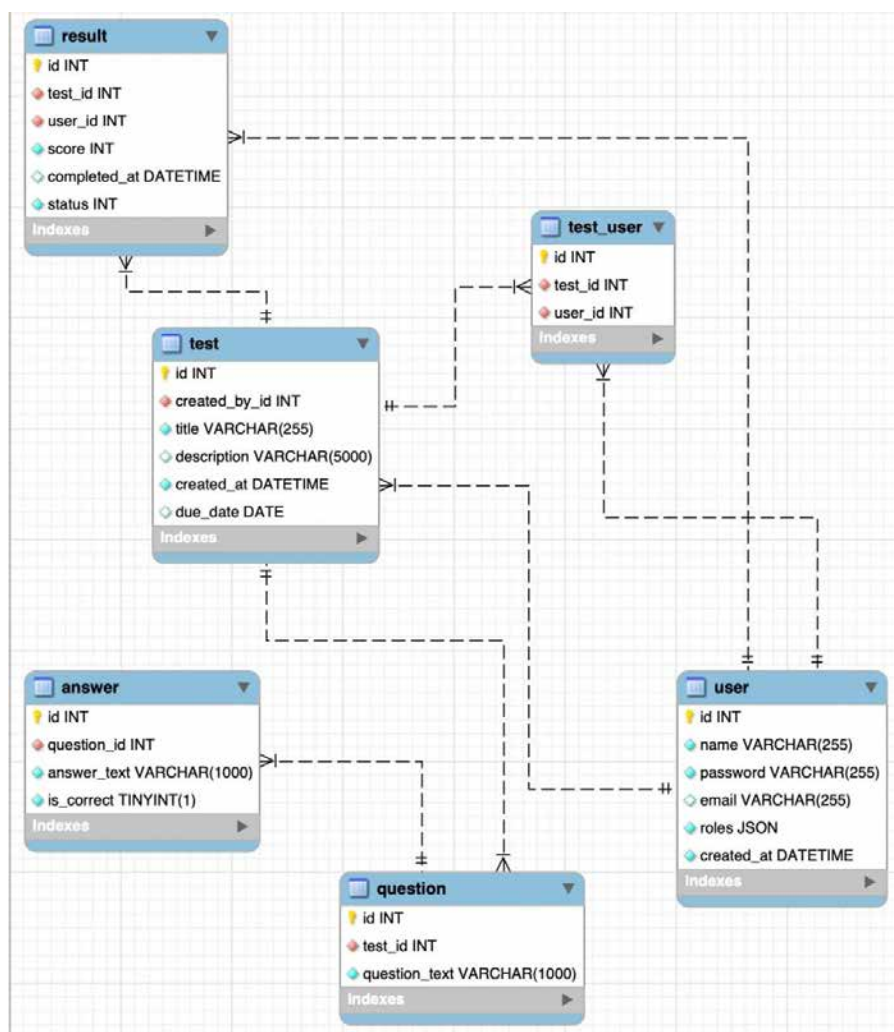 result
id INT
test_id INT
user_id INT
score INT
completed_at DATETIME
status INT
Indexes
test_user
id INT
test_id INT
user_id INT
Indexes
test
id INT
created_by_id INT
title VARCHAR(255)
description VARCHAR(5000)
created_at DATETIME
due_date DATE
Indexes
answer
id INT
question_id INT
answer_text VARCHAR(1000)
is_correct TINYINT(1)
Indexes
user
id INT
name VARCHAR(255)
password VARCHAR(255)
email VARCHAR(255)
roles JSON
created_at DATETIME
Indexes
question
id INT
test_id INT
question_text VARCHAR(1000)
Indexes